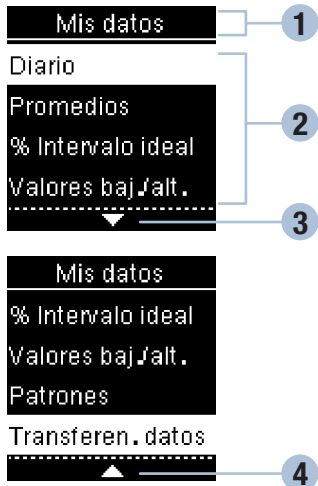 Mis datos
1
Diario
Promedios
2
% Intervalo ideal
Valores baj./alt.
3
Mis datos
% Intervalo ideal
Valores baj./alt.
Patrones
Transferen. datos
4